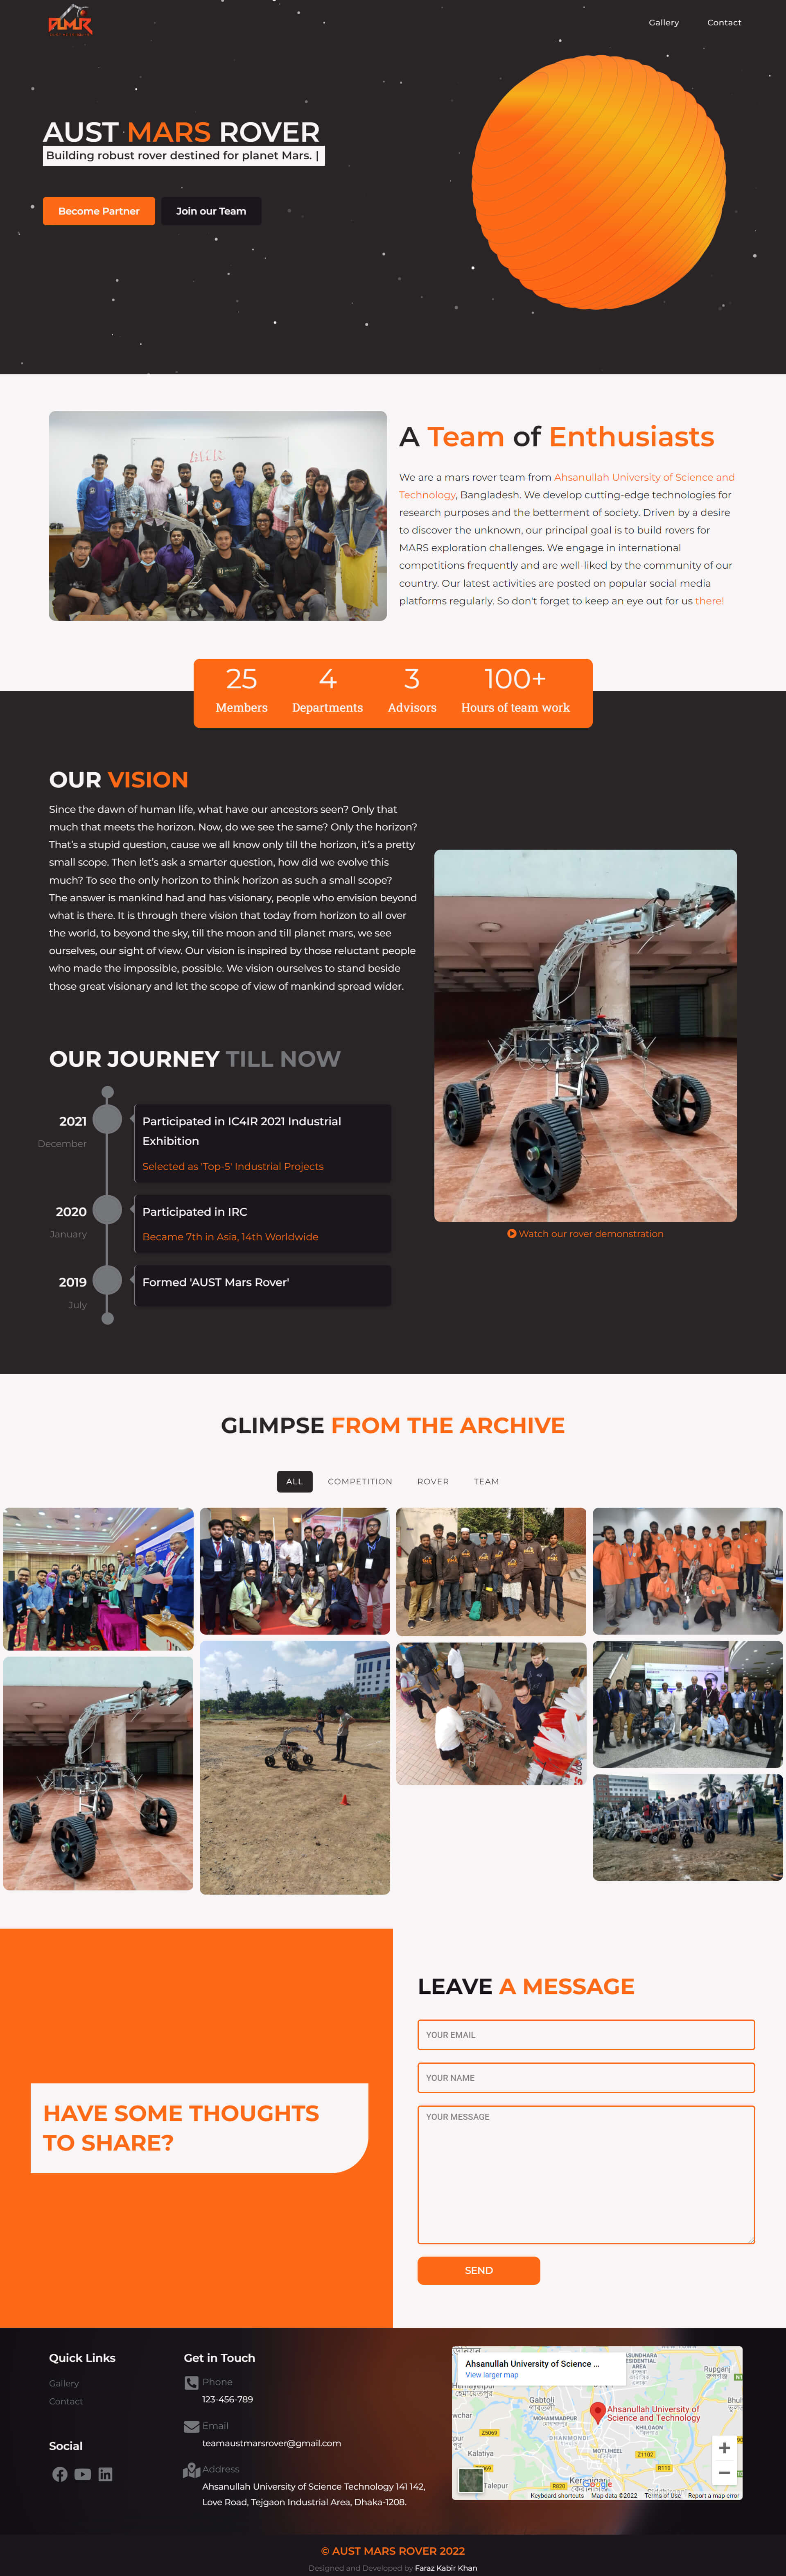 Gallery Contact
AUST MARS ROVER
Building robust rover destined for planet Mars. |
Become Partner Join our Team
A Team of Enthusiasts
We are a mars rover team from Ahsanullah University of Science and
Technology, Bangladesh. We develop cutting-edge technologies for
research purposes and the betterment of society. Driven by a desire
to discover the unknown, our principal goal is to build rovers for
MARS exploration challenges. We engage in international
competitions frequently and are well-liked by the community of our
country. Our latest activities are posted on popular social media
platforms regularly. So don't forget to keep an eye out for us there!
25 4 3 100+
Members Departments Advisors Hours of team work
OUR VISION
Since the dawn of human life, what have our ancestors seen? Only that
much that meets the horizon. Now, do we see the same? Only the horizon?
That's a stupid question, cause we all know only till the horizon, it's a pretty
small scope. Then let's ask a smarter question, how did we evolve this
much? To see the only horizon to think horizon as such a small scope?
The answer is mankind had and has visionary, people who envision beyond
what is there. It is through there vision that today from horizon to all over
the world, to beyond the sky, till the moon and till planet mars, we see
ourselves, our sight of view. Our vision is inspired by those reluctant people
who made the impossible, possible. We vision ourselves to stand beside
those great visionary and let the scope of view of mankind spread wider.
OUR JOURNEY TILL NOW
2021
December
Participated in IC4IR 2021 Industrial
Exhibition
Selected as 'Top-5' Industrial Projects
2020
January
Participated in IRC
Became 7th in Asia, 14th Worldwide
2019
July
Formed 'AUST Mars Rover'
Watch our rover demonstration
GLIMPSE FROM THE ARCHIVE
ALL COMPETITION ROVER TEAM
HAVE SOME THOUGHTS
TO SHARE?
LEAVE A MESSAGE
YOUR EMAIL
YOUR NAME
YOUR MESSAGE
SEND
Quick Links
Gallery
Contact
Social
Get in Touch
Phone
123-456-789
Email
teamaustmarsrover@gmail.com
Address
Ahsanullah University of Science Technology 141 142,
Love Road, Tejgaon Industrial Area, Dhaka-1208.
Ahsanullah University of Science ...
View larger map
Rupganj
Gabtoli
গাবতলি
MOHAMMADPUR
Ahsanullah University of
Science and Technology
KHILGAON
DHANMONDI
Z5069
MOTIJHEEL
Z1102
Kalatiya
R110
R820
Google
Keyboard shortcuts Map data ©2022 Terms of Use Report a map error
© AUST MARS ROVER 2022
Designed and Developed by Faraz Kabir Khan